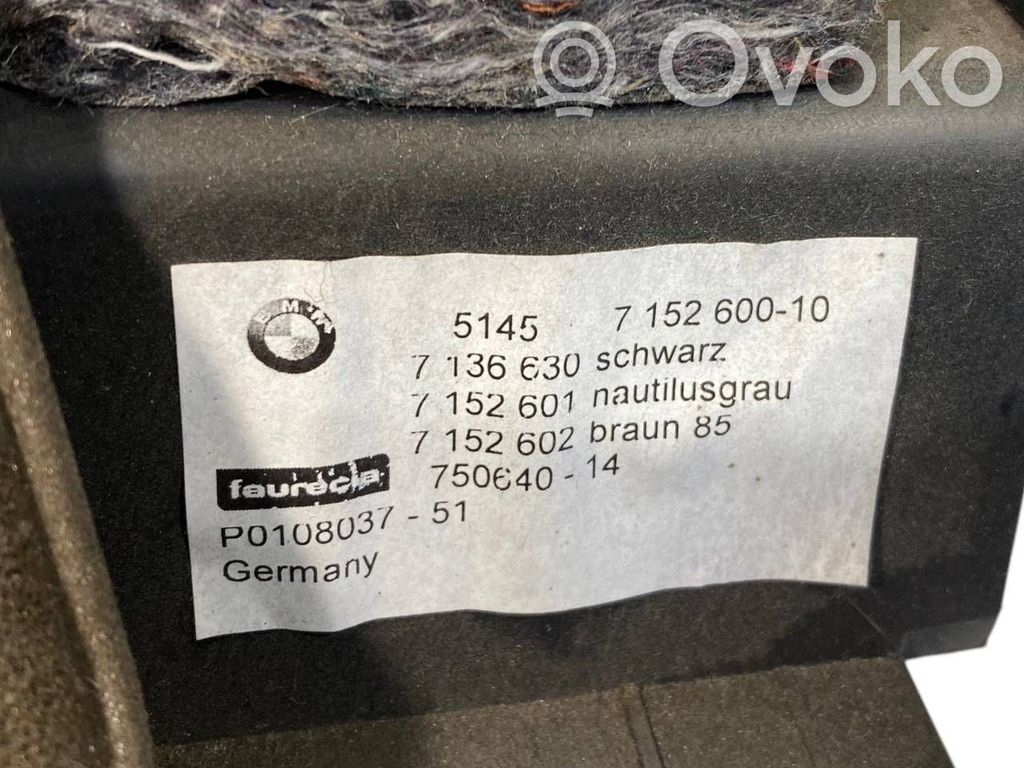 Ovoko
BMW
5145 7 152 600-10
7 136 630 schwarz
7 152 601 nautilusgrau
7 152 602 braun 85
faurecia 750640 - 14
P0108037 - 51
Germany